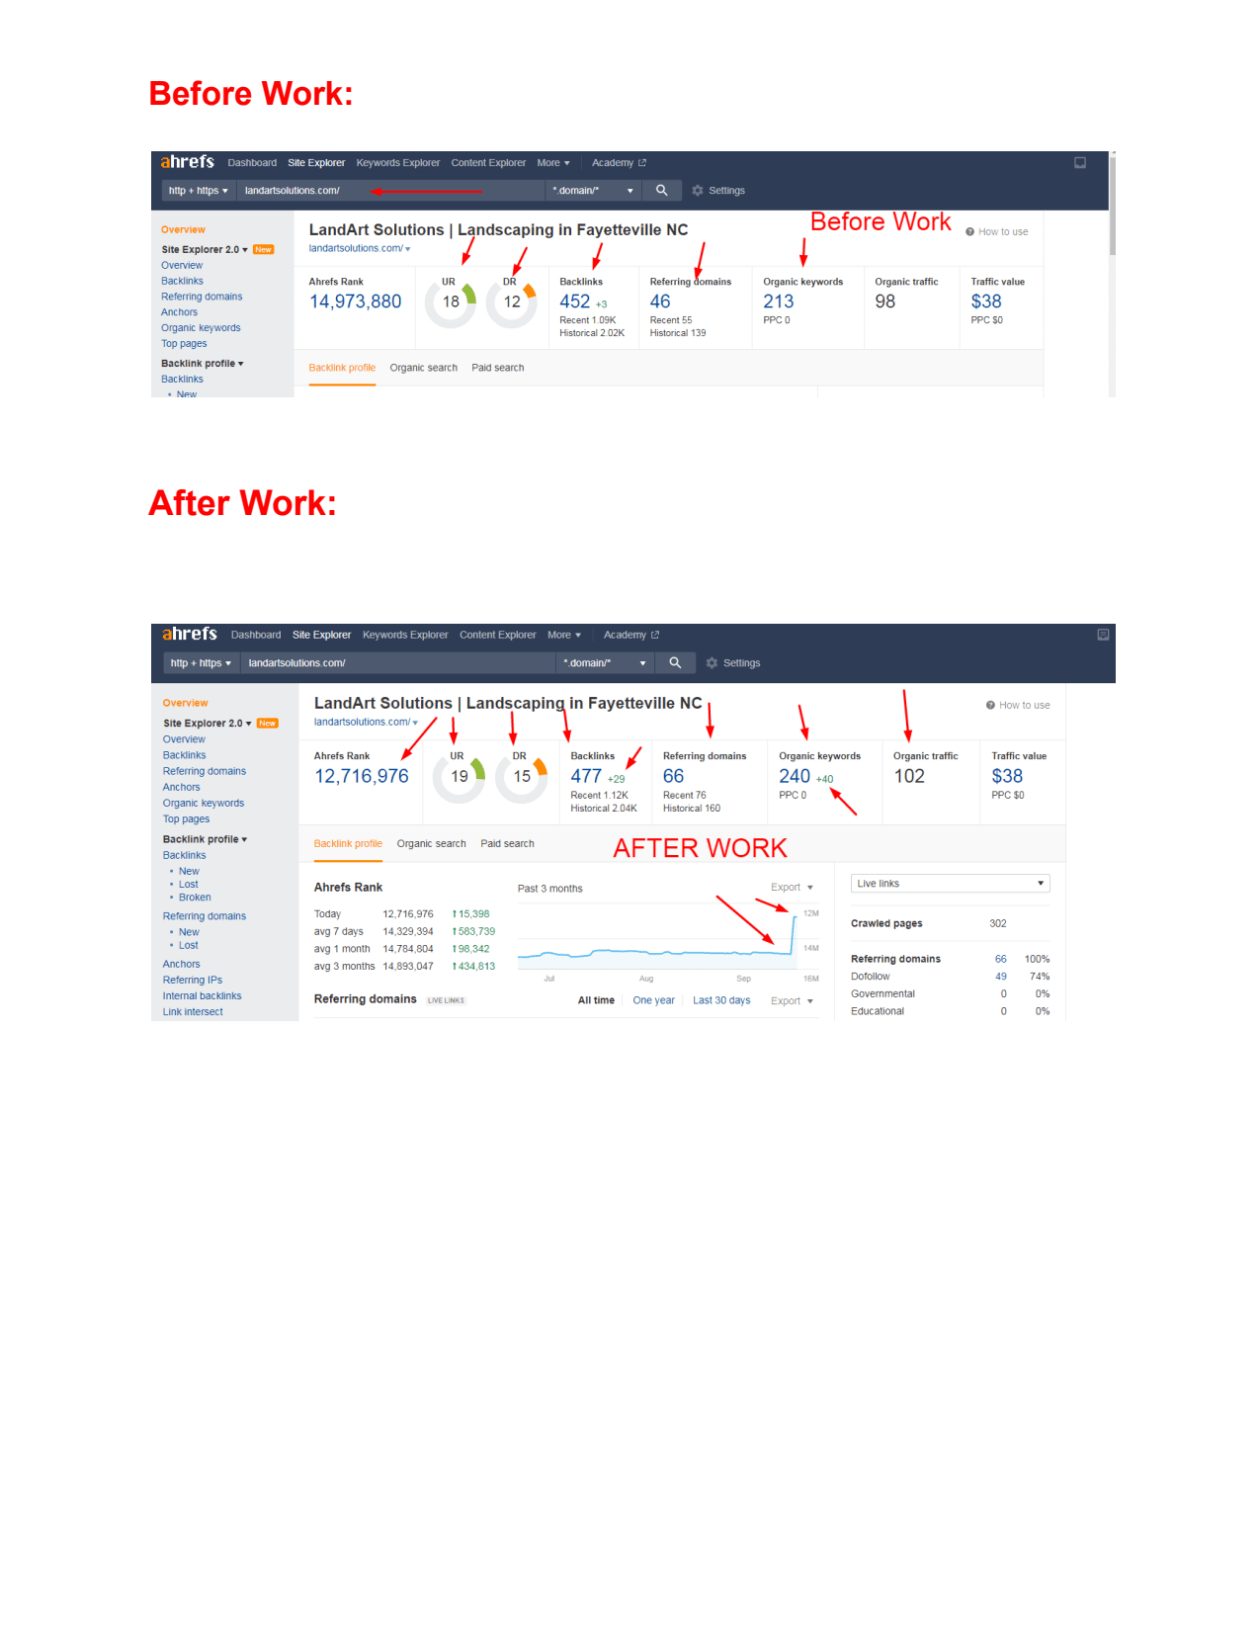 Before Work:
ahrefs Dashboard Site Explorer Keywords Explorer Content Explorer More Academy
http + https landartsolutions.com/ *.domain/* Settings
Before Work
Overview LandArt Solutions | Landscaping in Fayetteville NC How to use
Site Explorer 2.0 New landartsolutions.com/
Overview
Backlinks
Referring domains
Anchors
Organic keywords
Top pages
Backlink profile
Backlinks
• New
Ahrefs Rank UR DR Backlinks Referring domains Organic keywords Organic traffic Traffic value
14,973,880 18 12 452 +3 46 213 98 $38
Recent 1.09K Recent 55 PPC 0 PPC $0
Historical 2.02K Historical 139
Backlink profile Organic search Paid search
After Work:
ahrefs Dashboard Site Explorer Keywords Explorer Content Explorer More Academy
http + https landartsolutions.com/ *.domain/* Settings
Overview LandArt Solutions | Landscaping in Fayetteville NC How to use
Site Explorer 2.0 New landartsolutions.com/
Overview
Backlinks
Referring domains
Anchors
Organic keywords
Top pages
Backlink profile
Backlinks
• New
• Lost
• Broken
Referring domains
• New
• Lost
Anchors
Referring IPs
Internal backlinks
Link intersect
Ahrefs Rank UR DR Backlinks Referring domains Organic keywords Organic traffic Traffic value
12,716,976 19 15 477 +29 66 240 +40 102 $38
Recent 1.12K Recent 76 PPC 0 PPC $0
Historical 2.04K Historical 160
Backlink profile Organic search Paid search
AFTER WORK
Ahrefs Rank Past 3 months Export
Today 12,716,976 ↑15,398
avg 7 days 14,329,394 ↑583,739
avg 1 month 14,784,804 ↑98,342
avg 3 months 14,893,047 ↑434,613
12M
14M
16M
Jul Aug Sep
Referring domains LIVE LINKS All time One year Last 30 days Export
Live links
Crawled pages 302
Referring domains 66 100%
Dofollow 49 74%
Governmental 0 0%
Educational 0 0%